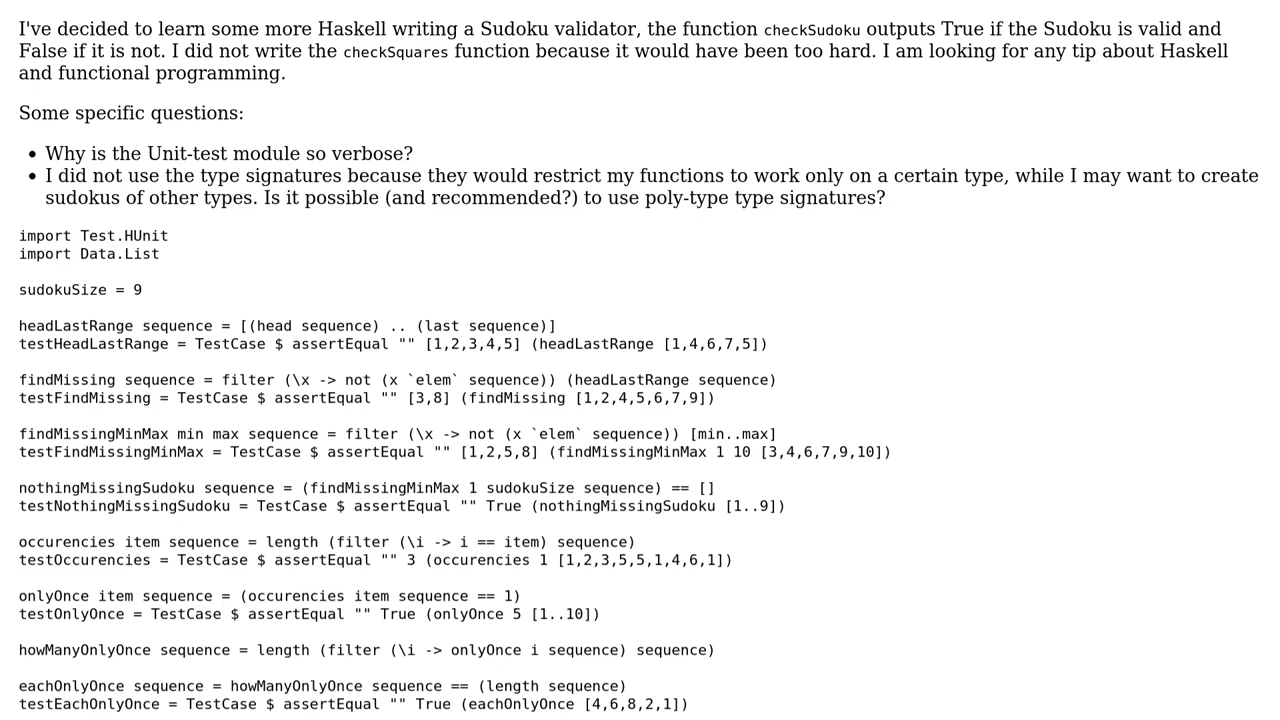 I've decided to learn some more Haskell writing a Sudoku validator, the function checkSudoku outputs True if the Sudoku is valid and
False if it is not. I did not write the checkSquares function because it would have been too hard. I am looking for any tip about Haskell
and functional programming.
Some specific questions:
• Why is the Unit-test module so verbose?
• I did not use the type signatures because they would restrict my functions to work only on a certain type, while I may want to create
sudokus of other types. Is it possible (and recommended?) to use poly-type type signatures?
import Test.HUnit
import Data.List
sudokuSize = 9
headLastRange sequence = [(head sequence) .. (last sequence)]
testHeadLastRange = TestCase $ assertEqual "" [1,2,3,4,5] (headLastRange [1,4,6,7,5])
findMissing sequence = filter (\x -> not (x `elem` sequence)) (headLastRange sequence)
testFindMissing = TestCase $ assertEqual "" [3,8] (findMissing [1,2,4,5,6,7,9])
findMissingMinMax min max sequence = filter (\x -> not (x `elem` sequence)) [min..max]
testFindMissingMinMax = TestCase $ assertEqual "" [1,2,5,8] (findMissingMinMax 1 10 [3,4,6,7,9,10])
nothingMissingSudoku sequence = (findMissingMinMax 1 sudokuSize sequence) == []
testNothingMissingSudoku = TestCase $ assertEqual "" True (nothingMissingSudoku [1..9])
occurencies item sequence = length (filter (\i -> i == item) sequence)
testOccurencies = TestCase $ assertEqual "" 3 (occurencies 1 [1,2,3,5,5,1,4,6,1])
onlyOnce item sequence = (occurencies item sequence == 1)
testOnlyOnce = TestCase $ assertEqual "" True (onlyOnce 5 [1..10])
howManyOnlyOnce sequence = length (filter (\i -> onlyOnce i sequence) sequence)
eachOnlyOnce sequence = howManyOnlyOnce sequence == (length sequence)
testEachOnlyOnce = TestCase $ assertEqual "" True (eachOnlyOnce [4,6,8,2,1])